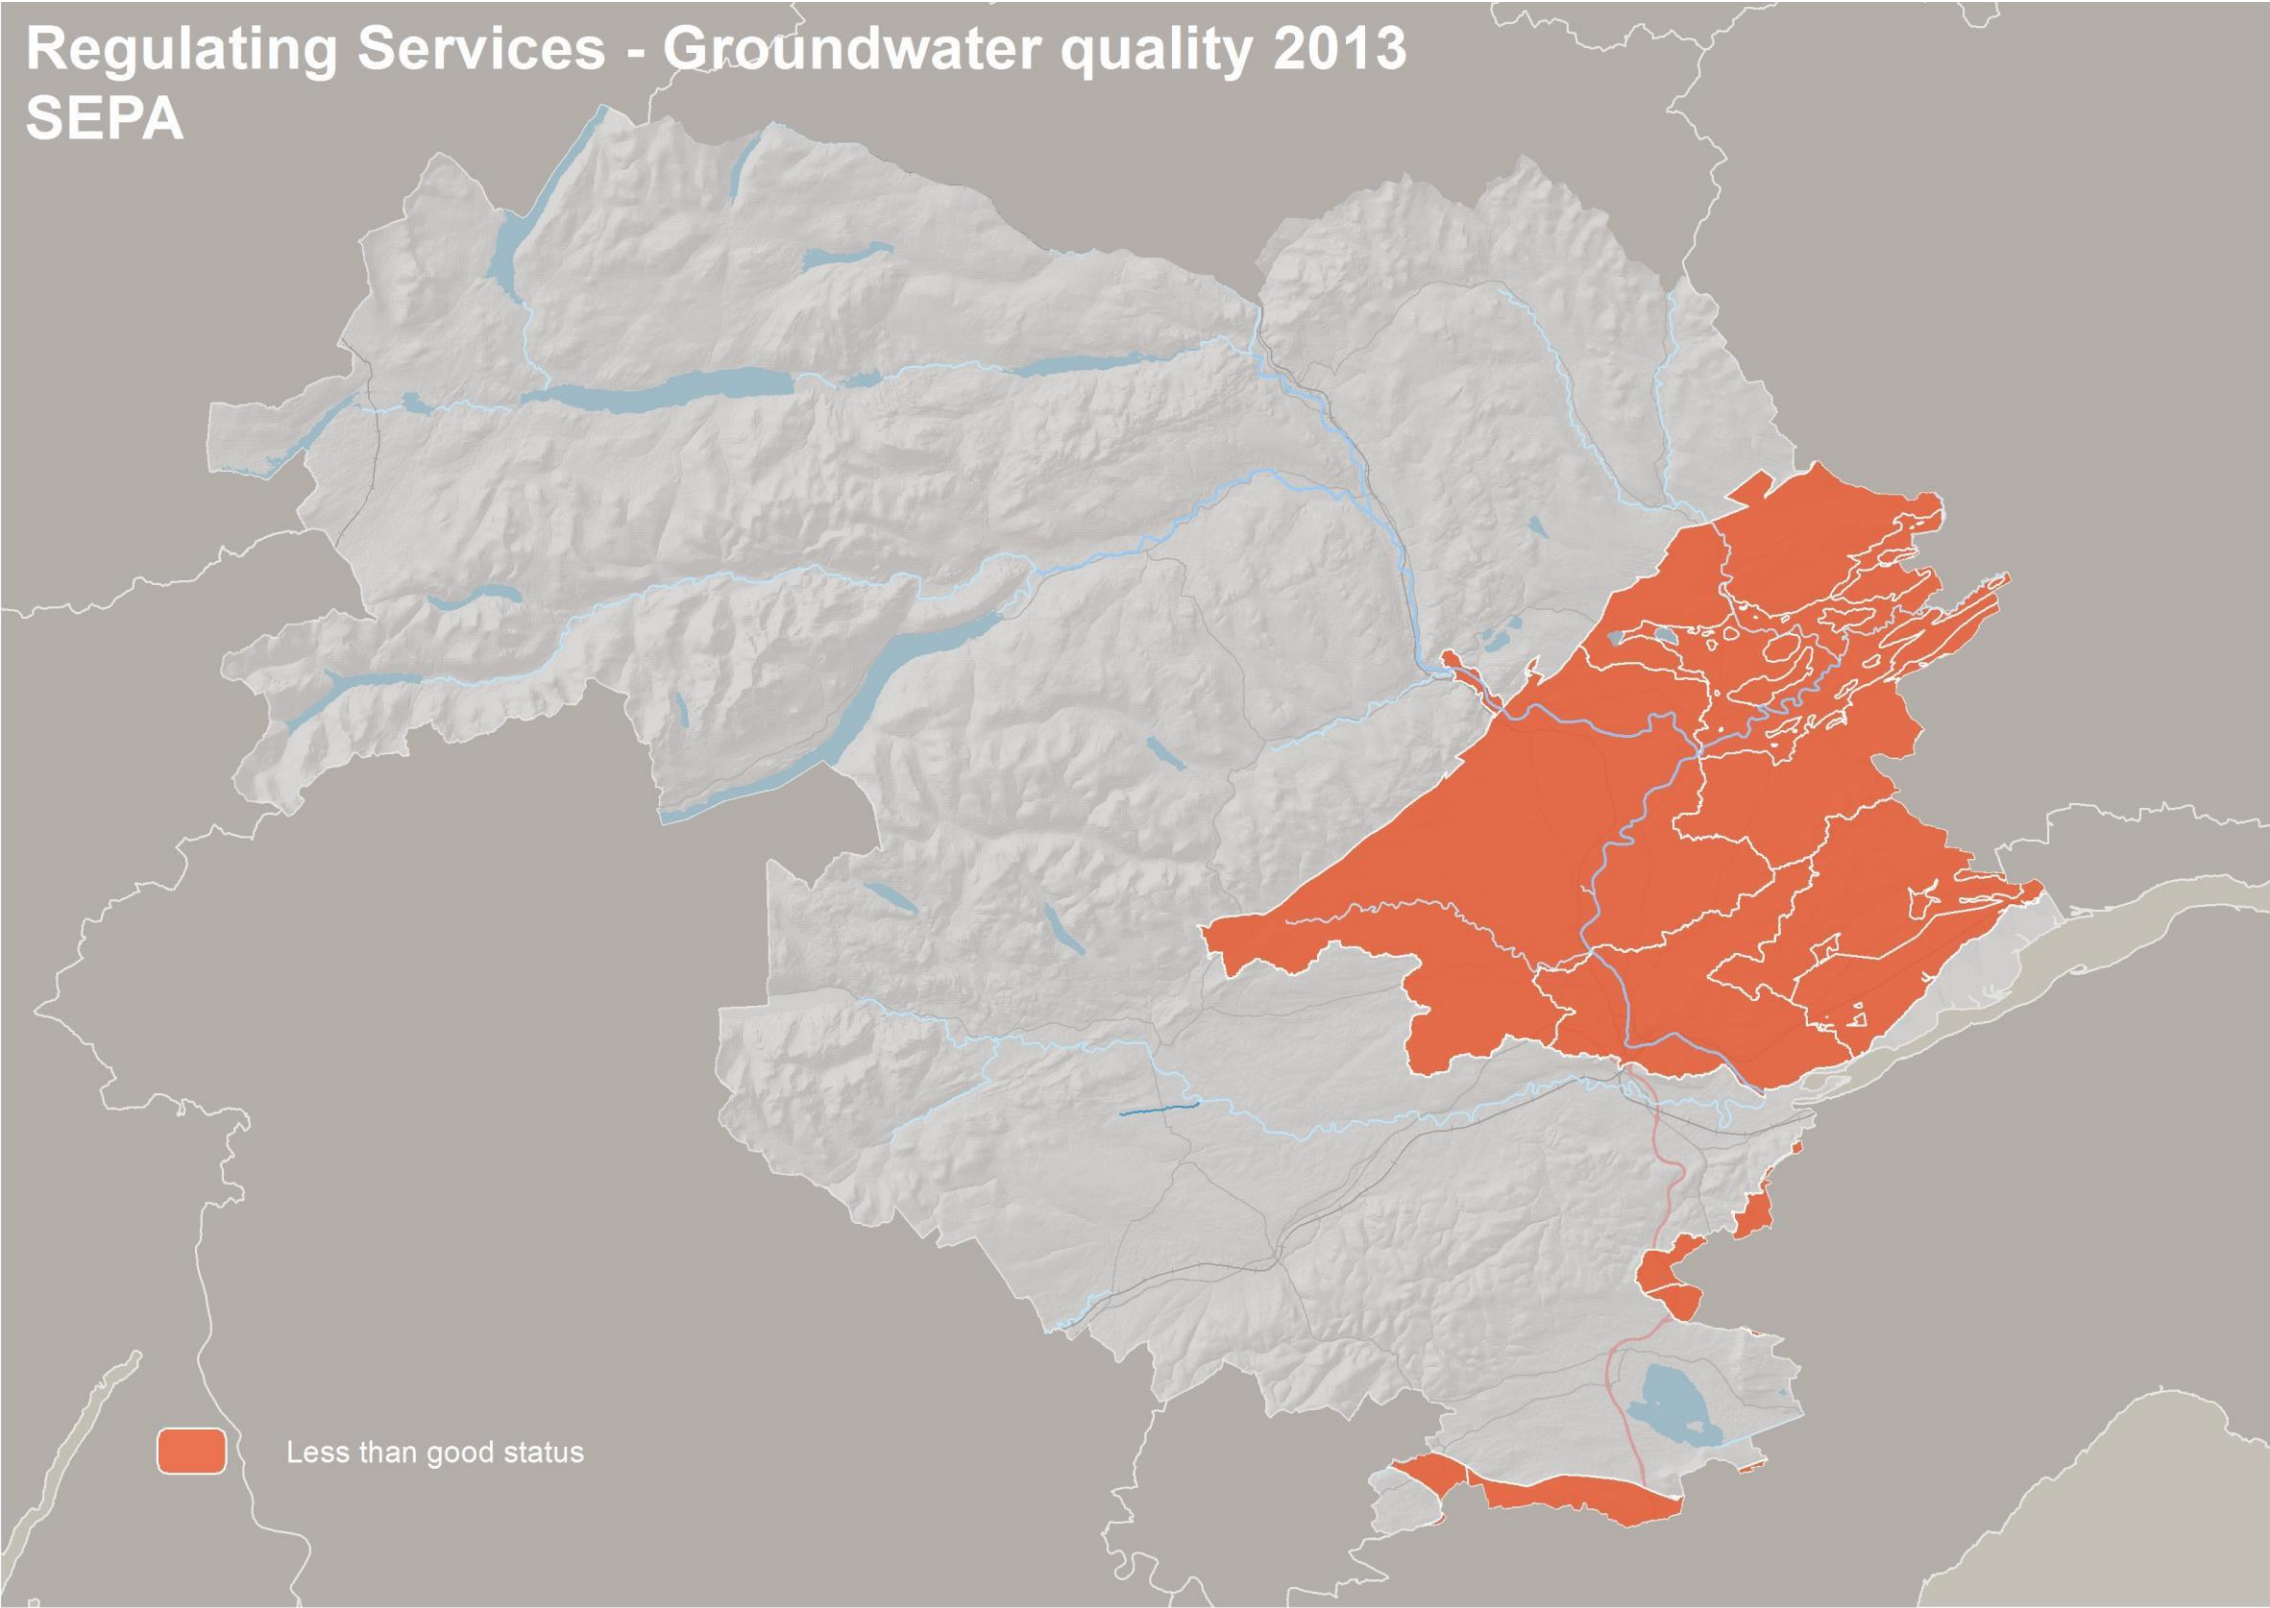 Regulating Services - Groundwater quality 2013
SEPA
Less than good status